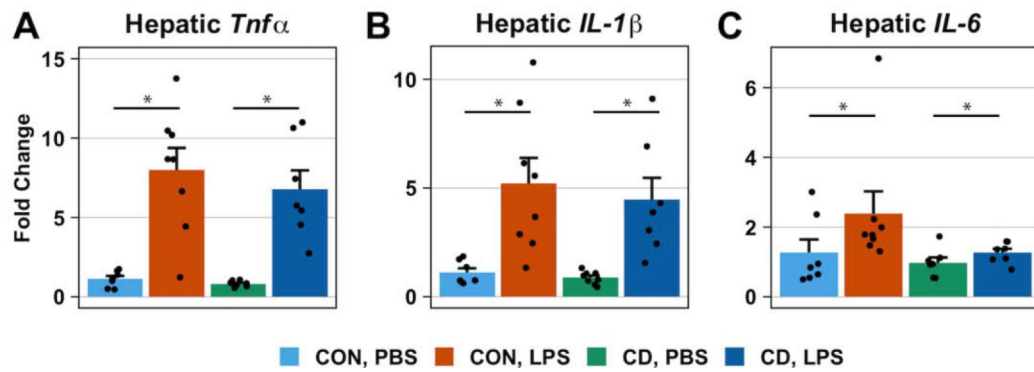 A Hepatic Tnfα
B Hepatic IL-1β
C Hepatic IL-6
Fold Change
15
10
5
0
* *
10
5
0
* *
6
4
2
0
* *
CON, PBS CON, LPS CD, PBS CD, LPS